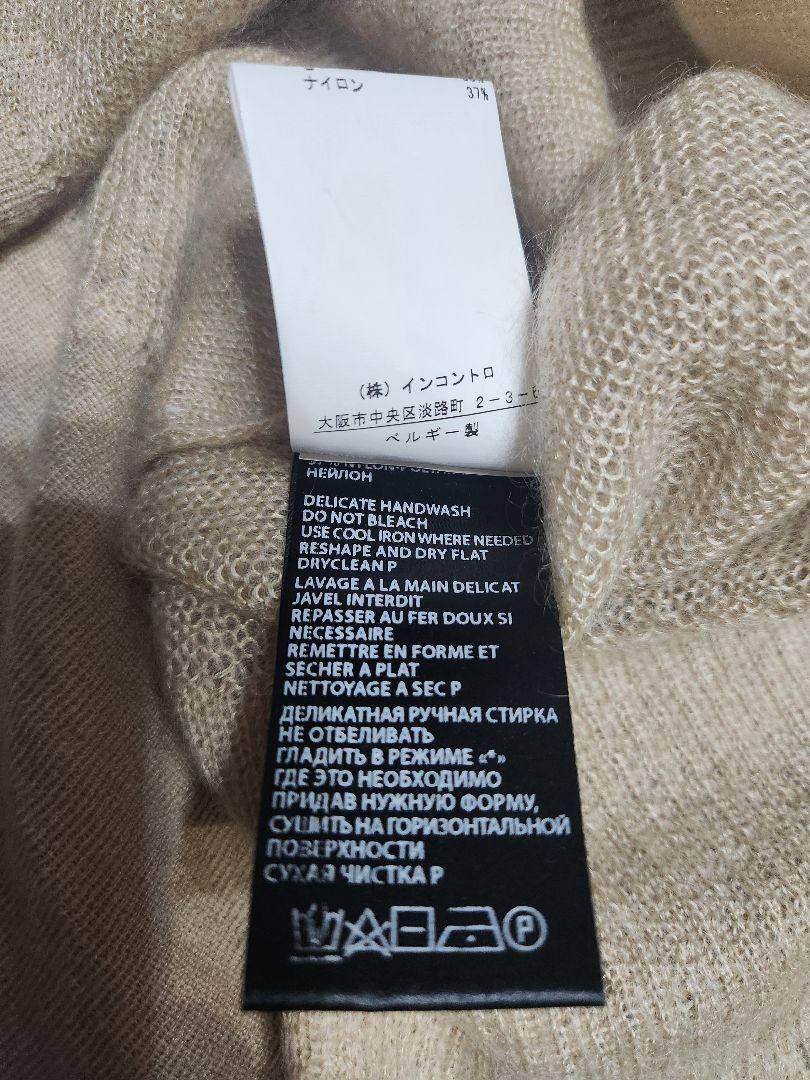 ナイロン 37%
(株) インコントロ
大阪市中央区淡路町 2-3-
ベルギー製
НЕЙЛОН
DELICATE HANDWASH
DO NOT BLEACH
USE COOL IRON WHERE NEEDED
RESHAPE AND DRY FLAT
DRYCLEAN P
LAVAGE A LA MAIN DELICAT
JAVEL INTERDIT
REPASSER AU FER DOUX SI
NECESSAIRE
REMETTRE EN FORME ET
SECHER A PLAT
NETTOYAGE A SEC P
ДЕЛИКАТНАЯ РУЧНАЯ СТИРКА
НЕ ОТБЕЛИВАТЬ
ГЛАДИТЬ В РЕЖИМЕ «*»
ГДЕ ЭТО НЕОБХОДИМО
ПРИДАВ НУЖНУЮ ФОРМУ,
СУШИТЬ НА ГОРИЗОНТАЛЬНОЙ
ПОВЕРХНОСТИ
СУХАЯ ЧИСТКА P
P